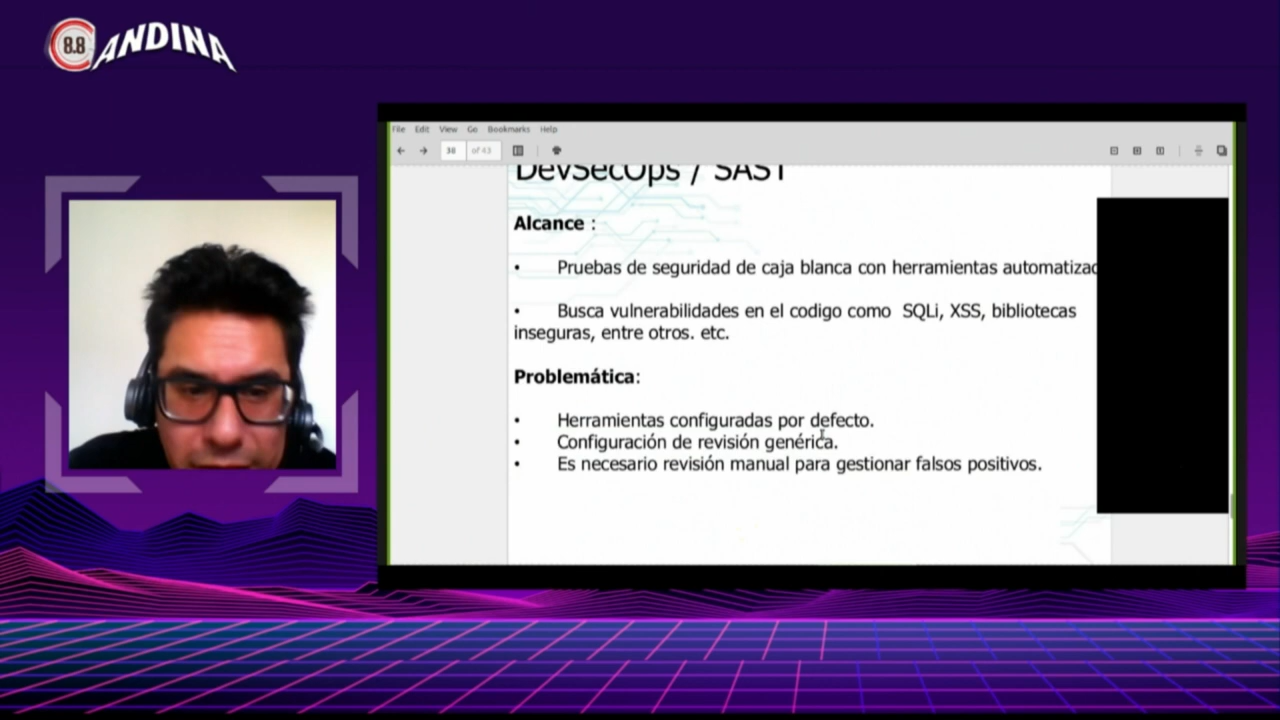 8.8 ANDINA
File Edit View Go Bookmarks Help
38 of 43
DevSecOps / SAST
Alcance :
• Pruebas de seguridad de caja blanca con herramientas automatizad
• Busca vulnerabilidades en el codigo como SQLi, XSS, bibliotecas
inseguras, entre otros. etc.
Problemática:
• Herramientas configuradas por defecto.
• Configuración de revisión genérica.
• Es necesario revisión manual para gestionar falsos positivos.